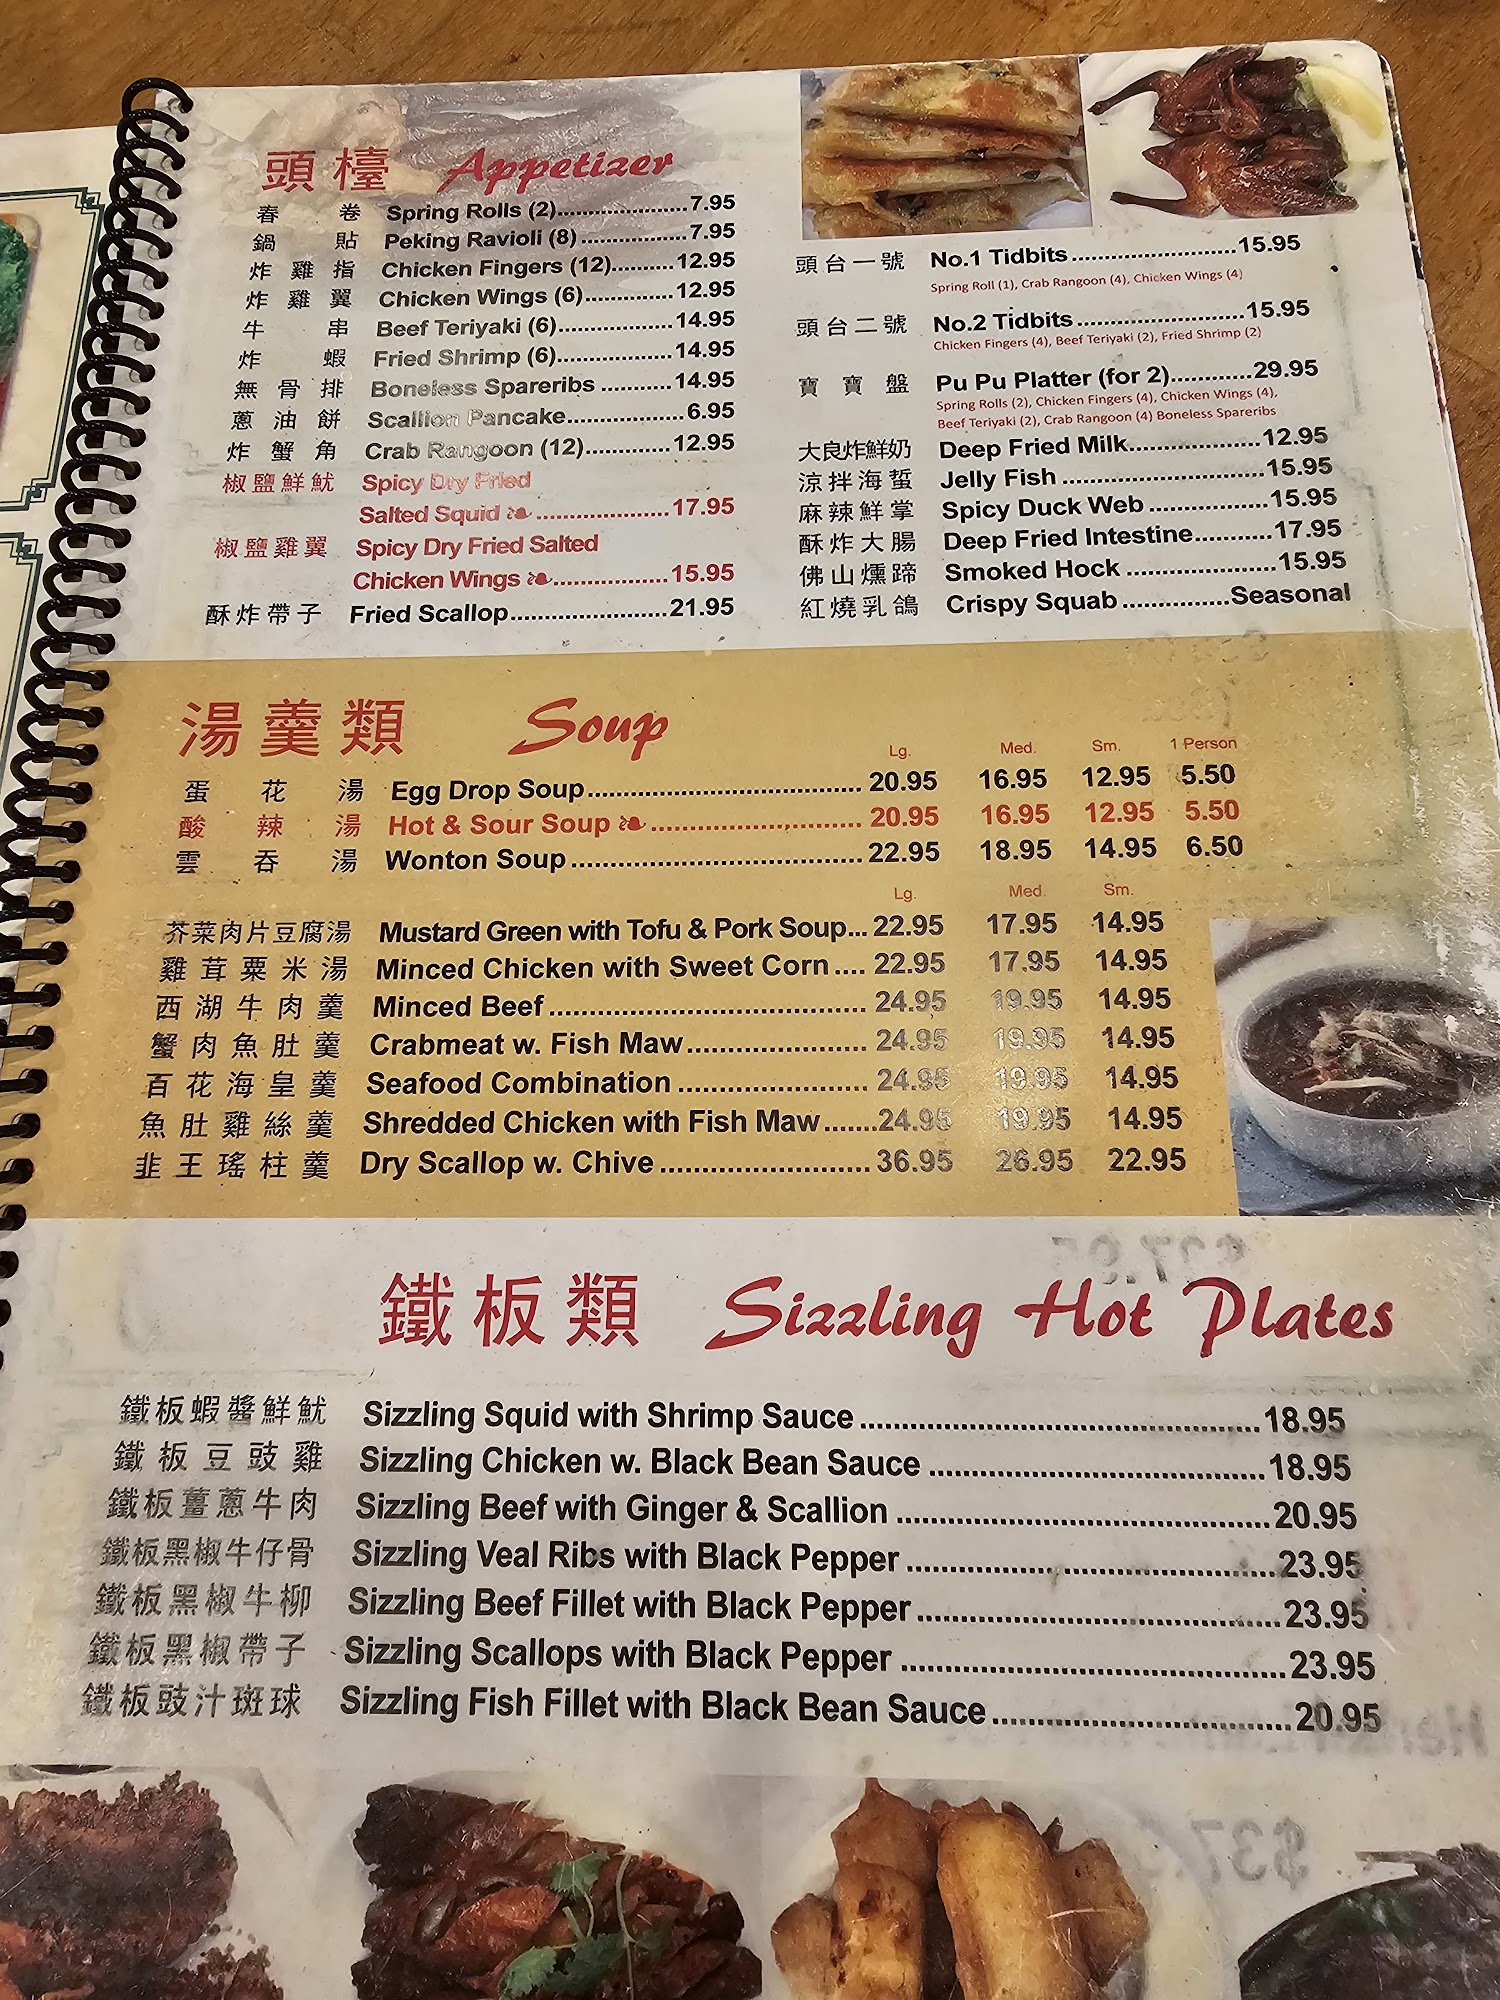 頭檯 Appetizer
春卷 Spring Rolls (2)......................7.95
鍋貼 Peking Ravioli (8)..................7.95
炸雞指 Chicken Fingers (12)..........12.95
炸雞翼 Chicken Wings (6)...............12.95
牛串 Beef Teriyaki (6)....................14.95
炸蝦 Fried Shrimp (6)....................14.95
無骨排 Boneless Spareribs............14.95
蔥油餅 Scallion Pancake..................6.95
炸蟹角 Crab Rangoon (12).............12.95
椒鹽鮮魷 Spicy Dry Fried
Salted Squid ....................17.95
椒鹽雞翼 Spicy Dry Fried Salted
Chicken Wings ..................15.95
酥炸帶子 Fried Scallop........................21.95
頭台一號 No.1 Tidbits.........................15.95
Spring Roll (1), Crab Rangoon (4), Chicken Wings (4)
頭台二號 No.2 Tidbits.........................15.95
Chicken Fingers (4), Beef Teriyaki (2), Fried Shrimp (2)
寶寶盤 Pu Pu Platter (for 2)............29.95
Spring Rolls (2), Chicken Fingers (4), Chicken Wings (4),
Beef Teriyaki (2), Crab Rangoon (4) Boneless Spareribs
大良炸鮮奶 Deep Fried Milk....................12.95
涼拌海蜇 Jelly Fish ..............................15.95
麻辣鮮掌 Spicy Duck Web ..................15.95
酥炸大腸 Deep Fried Intestine............17.95
佛山燻蹄 Smoked Hock .....................15.95
紅燒乳鴿 Crispy Squab ................Seasonal
湯羹類 Soup
Lg. Med. Sm. 1 Person
蛋花湯 Egg Drop Soup...................................... 20.95 16.95 12.95 5.50
酸辣湯 Hot & Sour Soup .............................. 20.95 16.95 12.95 5.50
雲吞湯 Wonton Soup........................................ 22.95 18.95 14.95 6.50
Lg. Med. Sm.
芥菜肉片豆腐湯 Mustard Green with Tofu & Pork Soup... 22.95 17.95 14.95
雞茸粟米湯 Minced Chicken with Sweet Corn.... 22.95 17.95 14.95
西湖牛肉羹 Minced Beef............................................ 24.95 19.95 14.95
蟹肉魚肚羹 Crabmeat w. Fish Maw......................... 24.95 19.95 14.95
百花海皇羹 Seafood Combination .......................... 24.95 19.95 14.95
魚肚雞絲羹 Shredded Chicken with Fish Maw.......24.95 19.95 14.95
韭王瑤柱羹 Dry Scallop w. Chive............................ 36.95 26.95 22.95
鐵板類 Sizzling Hot Plates
鐵板蝦醬鮮魷 Sizzling Squid with Shrimp Sauce.............................................18.95
鐵板豆豉雞 Sizzling Chicken w. Black Bean Sauce ......................................18.95
鐵板薑蔥牛肉 Sizzling Beef with Ginger & Scallion ..........................................20.95
鐵板黑椒牛仔骨 Sizzling Veal Ribs with Black Pepper.........................................23.95
鐵板黑椒牛柳 Sizzling Beef Fillet with Black Pepper........................................23.95
鐵板黑椒帶子 Sizzling Scallops with Black Pepper ..........................................23.95
鐵板豉汁斑球 Sizzling Fish Fillet with Black Bean Sauce................................20.95